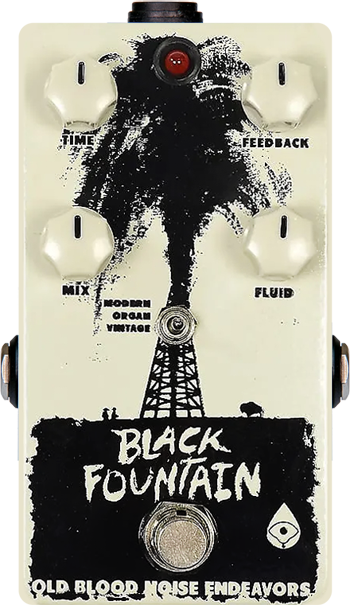 TIME
FEEDBACK
MIX
FLUID
MODERN
ORGAN
VINTAGE
BLACK
FOUNTAIN
OLD BLOOD NOISE ENDEAVORS